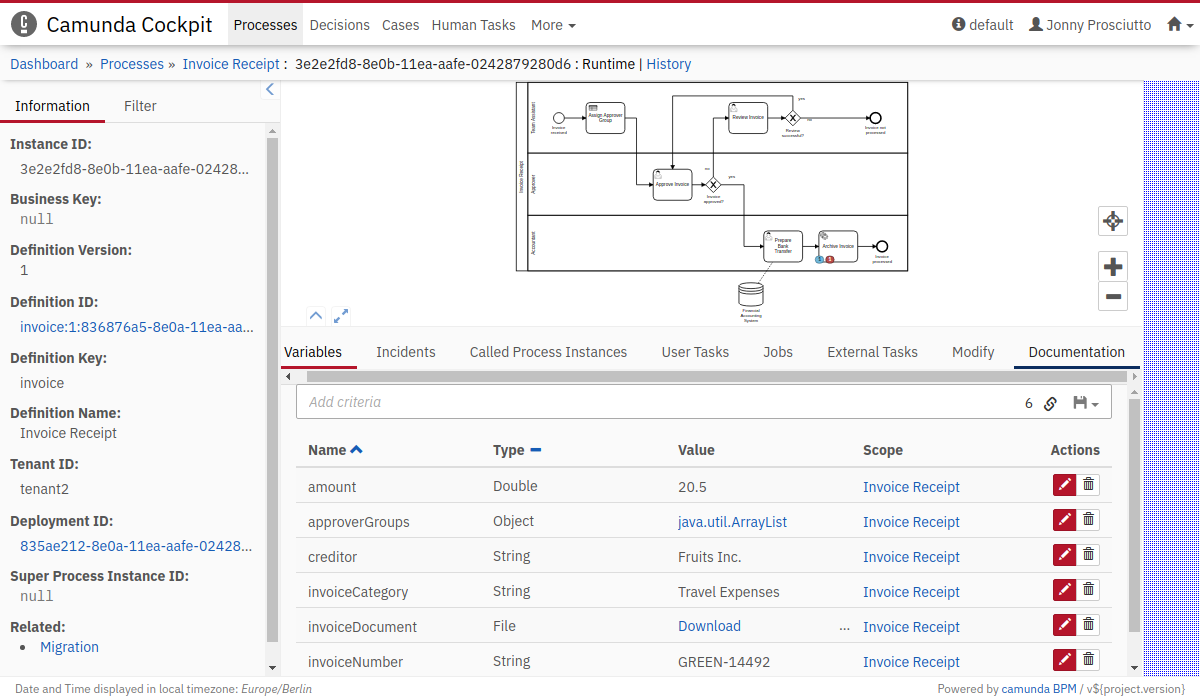 Camunda Cockpit Processes Decisions Cases Human Tasks More default Jonny Prosciutto
Dashboard » Processes » Invoice Receipt : 3e2e2fd8-8e0b-11ea-aafe-0242879280d6 : Runtime | History
Information Filter
Instance ID:
3e2e2fd8-8e0b-11ea-aafe-02428...
Business Key:
null
Definition Version:
1
Definition ID:
invoice:1:836876a5-8e0a-11ea-aa...
Definition Key:
invoice
Definition Name:
Invoice Receipt
Tenant ID:
tenant2
Deployment ID:
835ae212-8e0a-11ea-aafe-02428...
Super Process Instance ID:
null
Related:
Migration
Invoice Receipt
Team Assistant
Invoice
received
Assign Approver
Group
Review Invoice
yes
no
Review
successful?
Invoice not
processed
Approver
Approve Invoice
no
yes
Invoice
approved?
Accountant
Prepare
Bank
Transfer
Archive Invoice
Invoice
processed
Financial
Accounting
System
Variables Incidents Called Process Instances User Tasks Jobs External Tasks Modify Documentation
Add criteria 6
Name Type Value Scope Actions
amount Double 20.5 Invoice Receipt
approverGroups Object java.util.ArrayList Invoice Receipt
creditor String Fruits Inc. Invoice Receipt
invoiceCategory String Travel Expenses Invoice Receipt
invoiceDocument File Download ... Invoice Receipt
invoiceNumber String GREEN-14492 Invoice Receipt
Date and Time displayed in local timezone: Europe/Berlin Powered by camunda BPM / v${project.version}